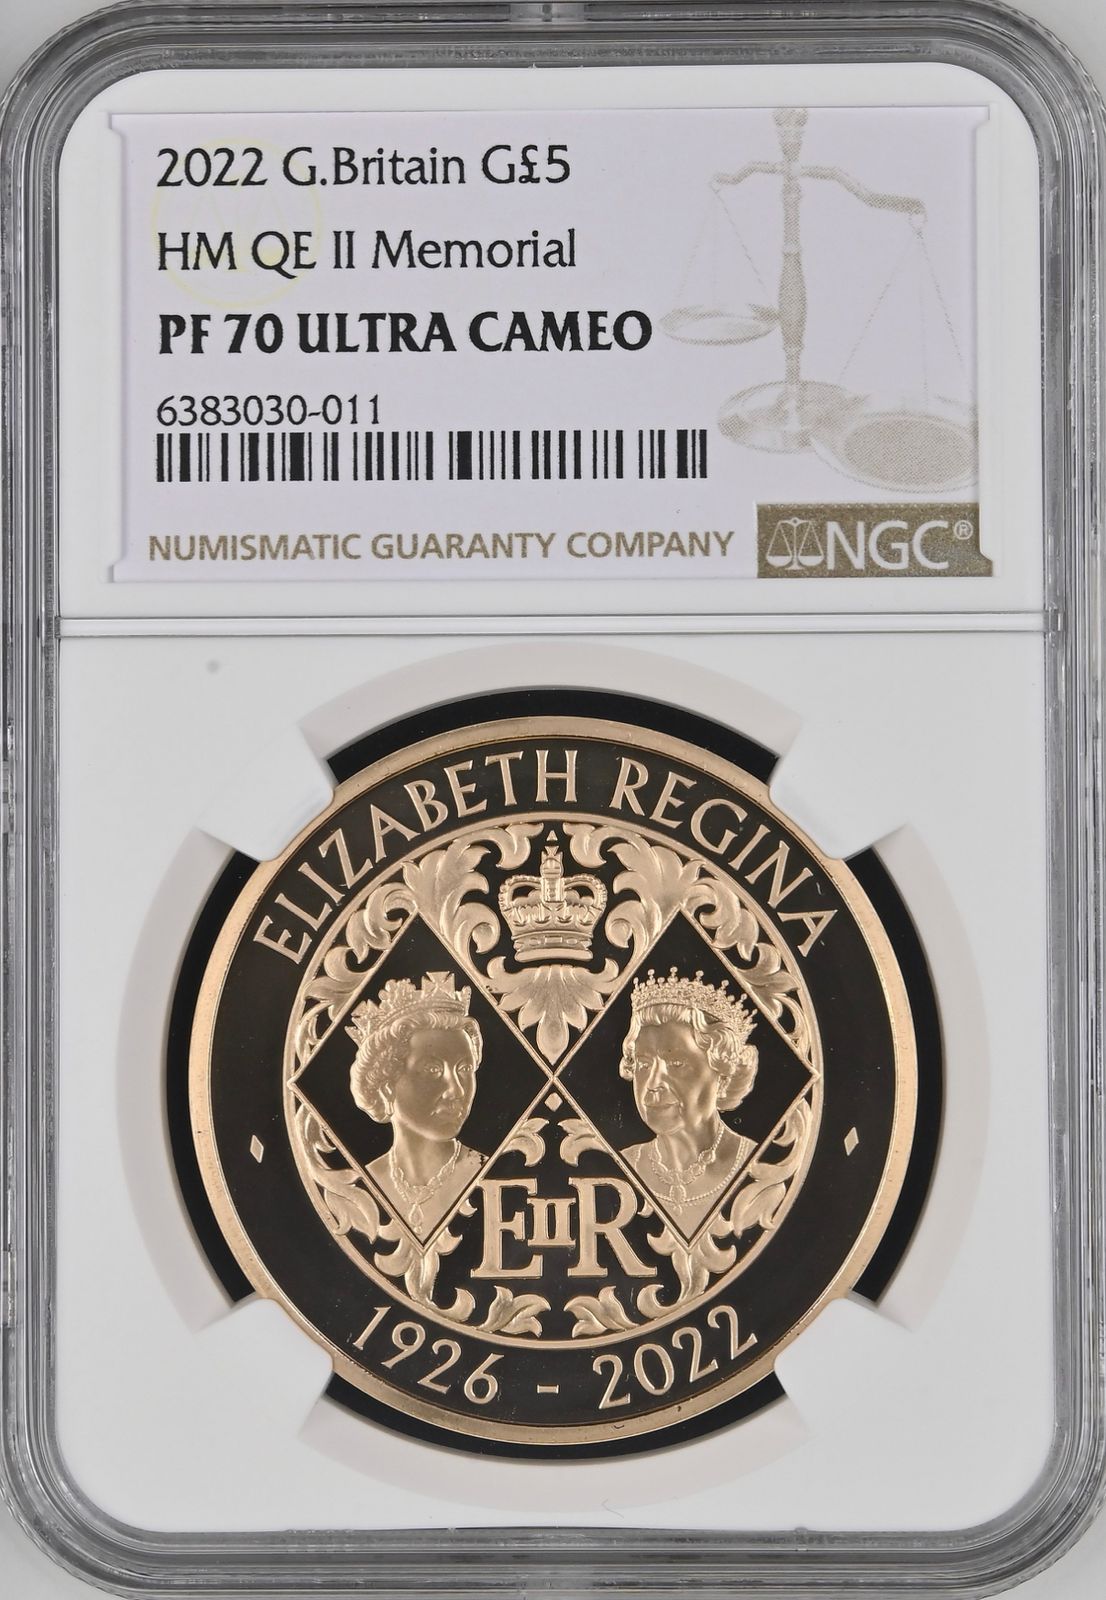 2022 G.Britain G£5
HM QE II Memorial
PF 70 ULTRA CAMEO
6383030-011
NUMISMATIC GUARANTY COMPANY
NGC®
ELIZABETH REGINA
EIIR
1926 - 2022